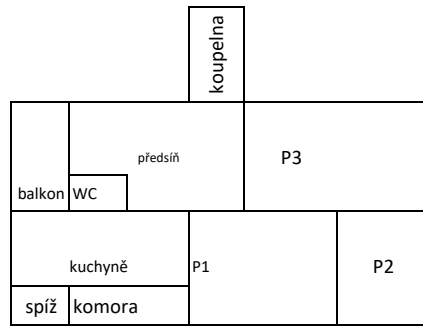 koupelna
předsíň
P3
balkon
WC
kuchyně
P1
P2
spíž
komora